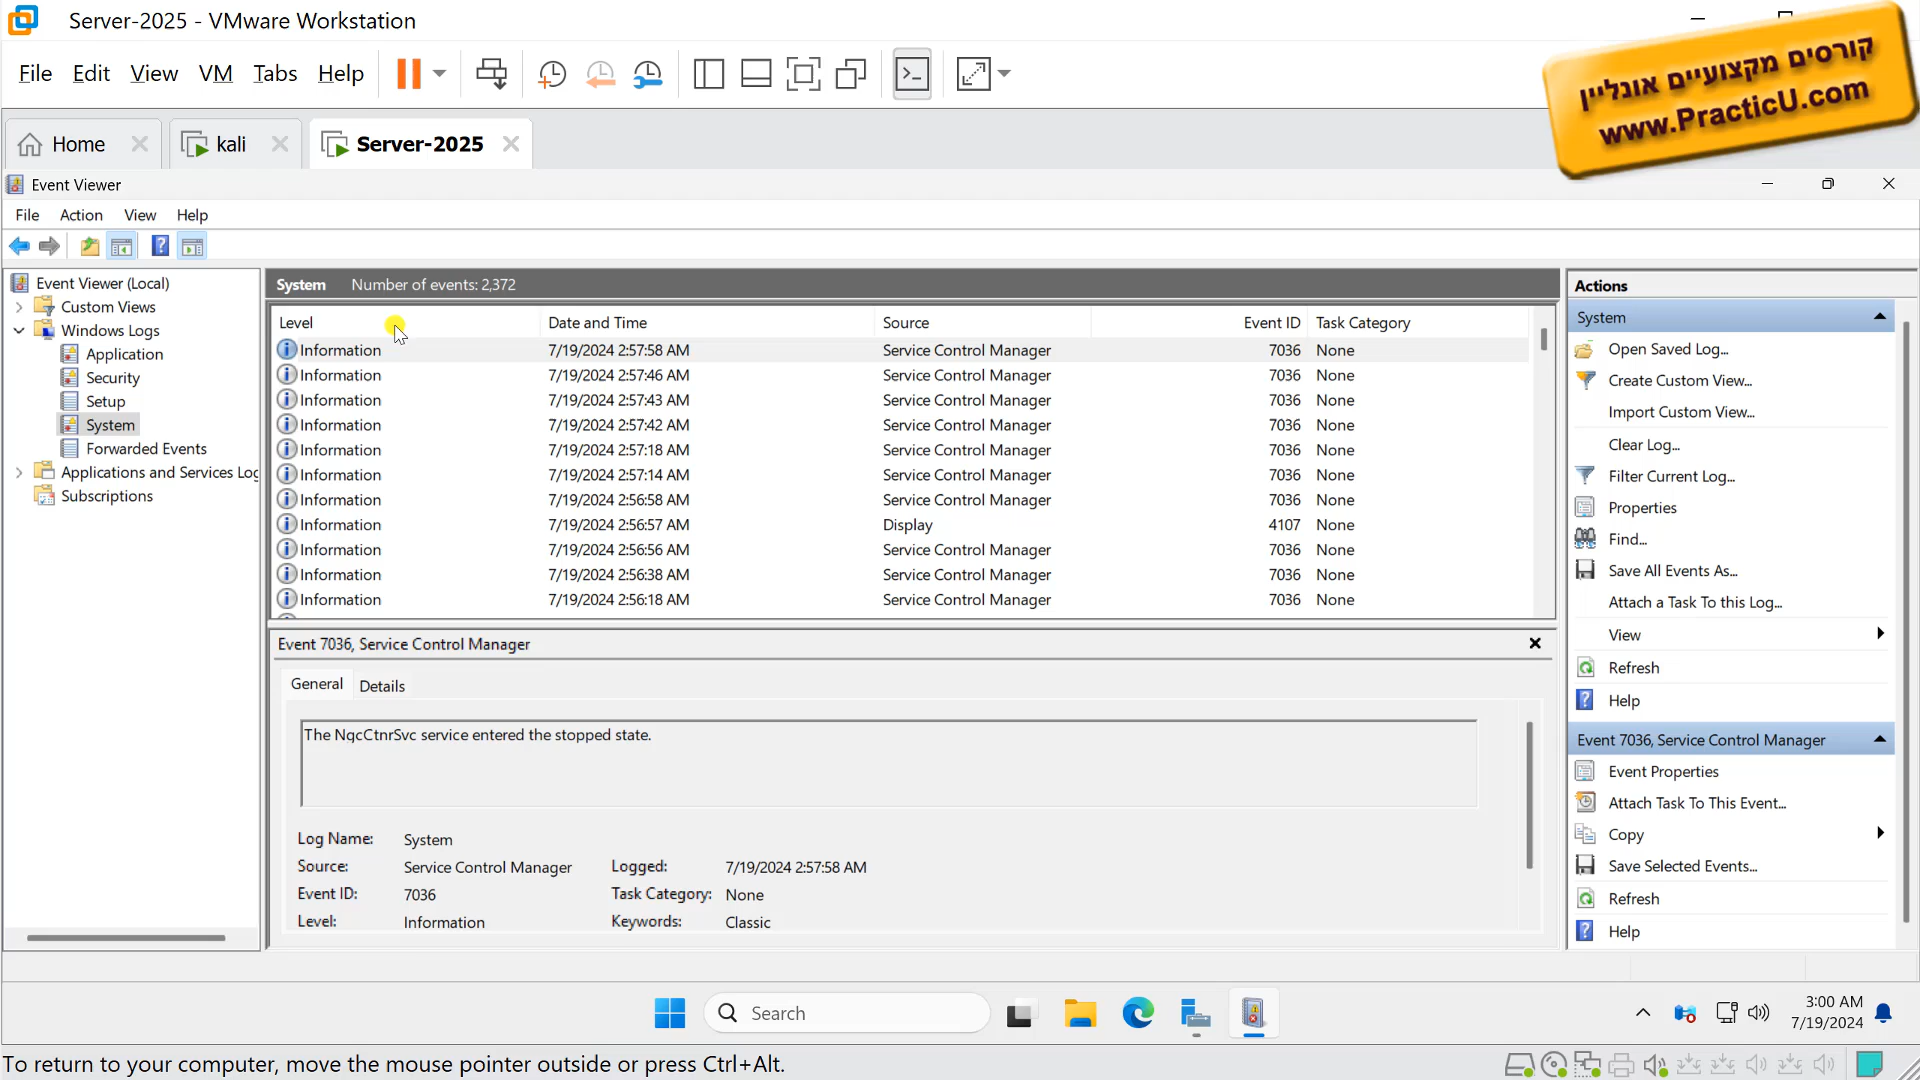 Server-2025 - VMware Workstation
File Edit View VM Tabs Help
קורסים מקצועיים אונליין
www.PracticU.com
Home kali Server-2025
Event Viewer
File Action View Help
Event Viewer (Local)
Custom Views
Windows Logs
Application
Security
Setup
System
Forwarded Events
Applications and Services Log
Subscriptions
System Number of events: 2,372
Level Date and Time Source Event ID Task Category
Information 7/19/2024 2:57:58 AM Service Control Manager 7036 None
Information 7/19/2024 2:57:46 AM Service Control Manager 7036 None
Information 7/19/2024 2:57:43 AM Service Control Manager 7036 None
Information 7/19/2024 2:57:42 AM Service Control Manager 7036 None
Information 7/19/2024 2:57:18 AM Service Control Manager 7036 None
Information 7/19/2024 2:57:14 AM Service Control Manager 7036 None
Information 7/19/2024 2:56:58 AM Service Control Manager 7036 None
Information 7/19/2024 2:56:57 AM Display 4107 None
Information 7/19/2024 2:56:56 AM Service Control Manager 7036 None
Information 7/19/2024 2:56:38 AM Service Control Manager 7036 None
Information 7/19/2024 2:56:18 AM Service Control Manager 7036 None
Event 7036, Service Control Manager
General Details
The NgcCtnrSvc service entered the stopped state.
Log Name: System
Source: Service Control Manager Logged: 7/19/2024 2:57:58 AM
Event ID: 7036 Task Category: None
Level: Information Keywords: Classic
Actions
System
Open Saved Log...
Create Custom View...
Import Custom View...
Clear Log...
Filter Current Log...
Properties
Find...
Save All Events As...
Attach a Task To this Log...
View
Refresh
Help
Event 7036, Service Control Manager
Event Properties
Attach Task To This Event...
Copy
Save Selected Events...
Refresh
Help
Search
3:00 AM
7/19/2024
To return to your computer, move the mouse pointer outside or press Ctrl+Alt.